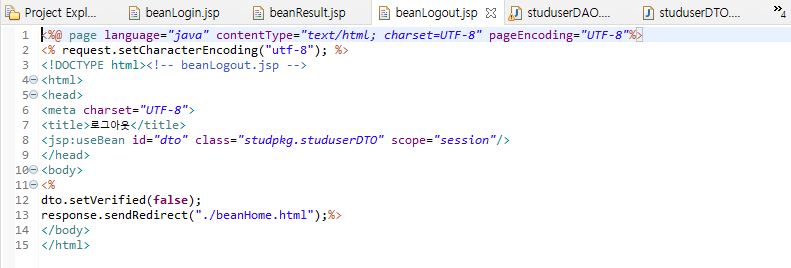 Project Expl... beanLogin.jsp beanResult.jsp beanLogout.jsp studuserDAO.... studuserDTO.... »4
1 <%@ page language="java" contentType="text/html; charset=UTF-8" pageEncoding="UTF-8"%>
2 <% request.setCharacterEncoding("utf-8"); %>
3 <!DOCTYPE html><!-- beanLogout.jsp -->
4 <html>
5 <head>
6 <meta charset="UTF-8">
7 <title>로그아웃</title>
8 <jsp:useBean id="dto" class="studpkg.studuserDTO" scope="session"/>
9 </head>
10 <body>
11 <%
12 dto.setVerified(false);
13 response.sendRedirect("./beanHome.html");%>
14 </body>
15 </html>